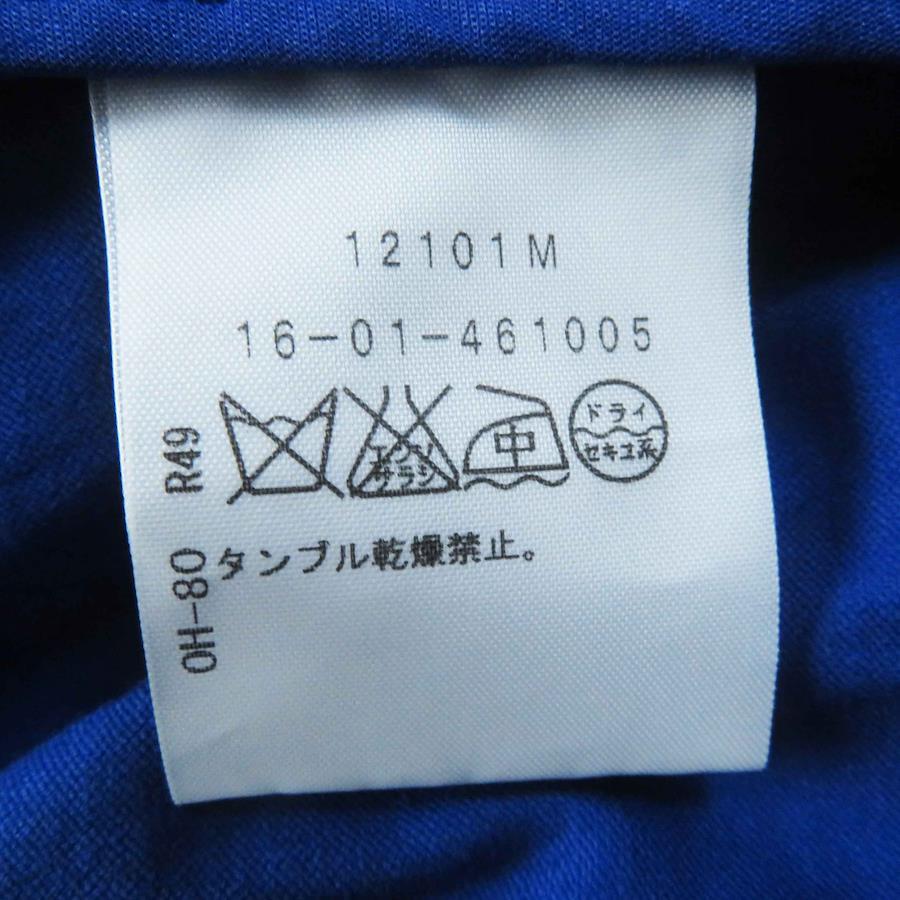 12101M
16-01-461005
エンソ
サラシ
中
ドライ
セキユ系
タンブル乾燥禁止。
OH-80 R49